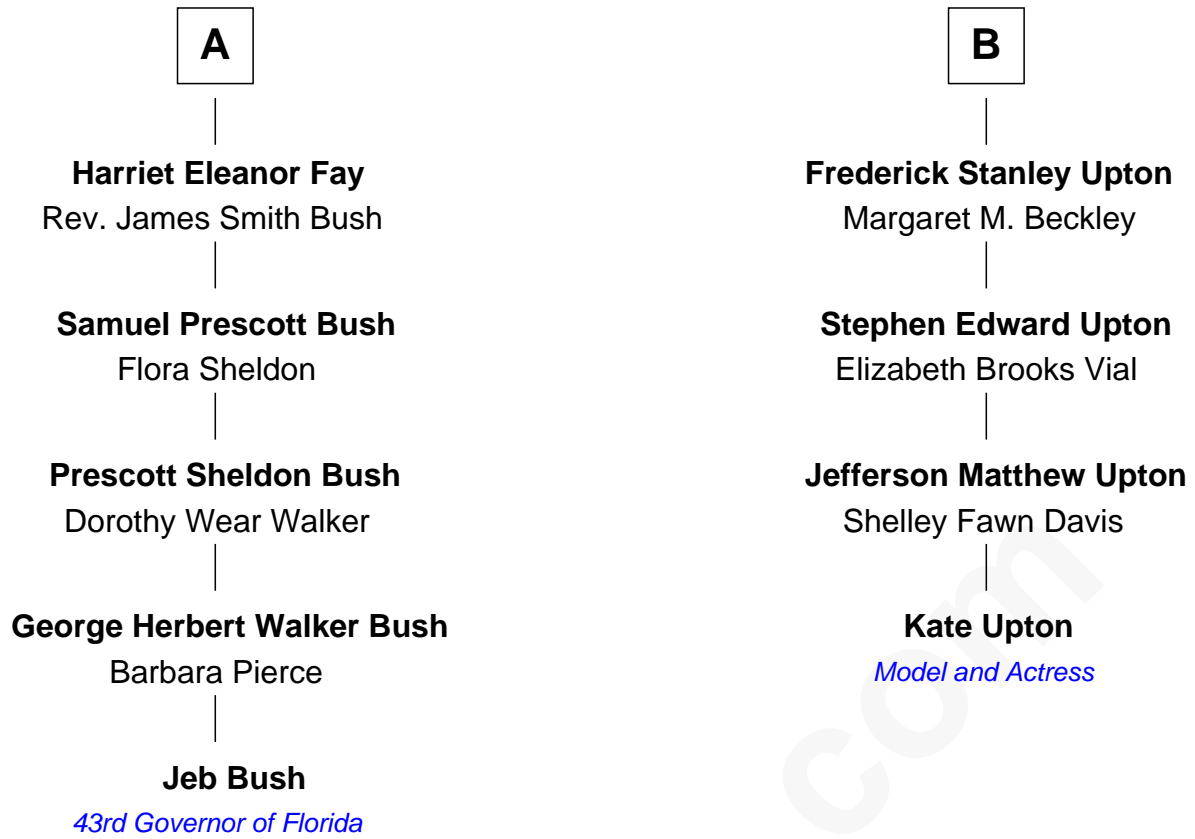 A
Harriet Eleanor Fay
Rev. James Smith Bush
Samuel Prescott Bush
Flora Sheldon
Prescott Sheldon Bush
Dorothy Wear Walker
George Herbert Walker Bush
Barbara Pierce
Jeb Bush
43rd Governor of Florida
B
Frederick Stanley Upton
Margaret M. Beckley
Stephen Edward Upton
Elizabeth Brooks Vial
Jefferson Matthew Upton
Shelley Fawn Davis
Kate Upton
Model and Actress
com